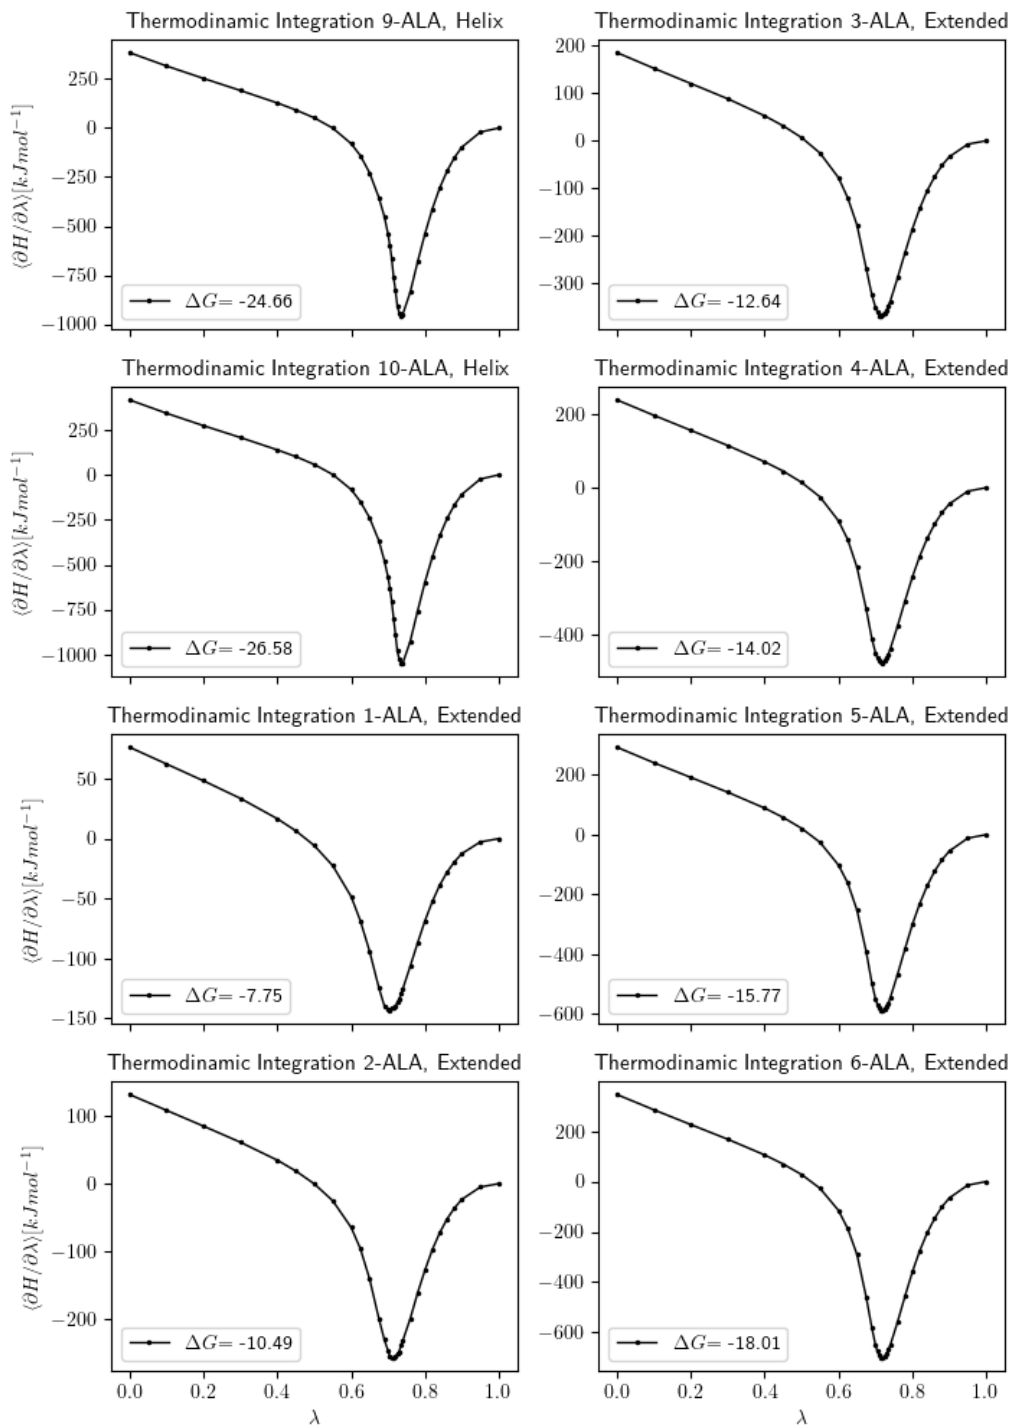 Thermodinamic Integration 9-ALA, Helix
250
0
−250
−500
−750
−1000
⟨∂H/∂λ⟩[kJmol⁻¹]
ΔG= -24.66
Thermodinamic Integration 3-ALA, Extended
200
100
0
−100
−200
−300
ΔG= -12.64
Thermodinamic Integration 10-ALA, Helix
250
0
−250
−500
−750
−1000
⟨∂H/∂λ⟩[kJmol⁻¹]
ΔG= -26.58
Thermodinamic Integration 4-ALA, Extended
200
0
−200
−400
ΔG= -14.02
Thermodinamic Integration 1-ALA, Extended
50
0
−50
−100
−150
⟨∂H/∂λ⟩[kJmol⁻¹]
ΔG= -7.75
Thermodinamic Integration 5-ALA, Extended
200
0
−200
−400
−600
ΔG= -15.77
Thermodinamic Integration 2-ALA, Extended
100
0
−100
−200
⟨∂H/∂λ⟩[kJmol⁻¹]
ΔG= -10.49
0.0 0.2 0.4 0.6 0.8 1.0
λ
Thermodinamic Integration 6-ALA, Extended
200
0
−200
−400
−600
ΔG= -18.01
0.0 0.2 0.4 0.6 0.8 1.0
λ